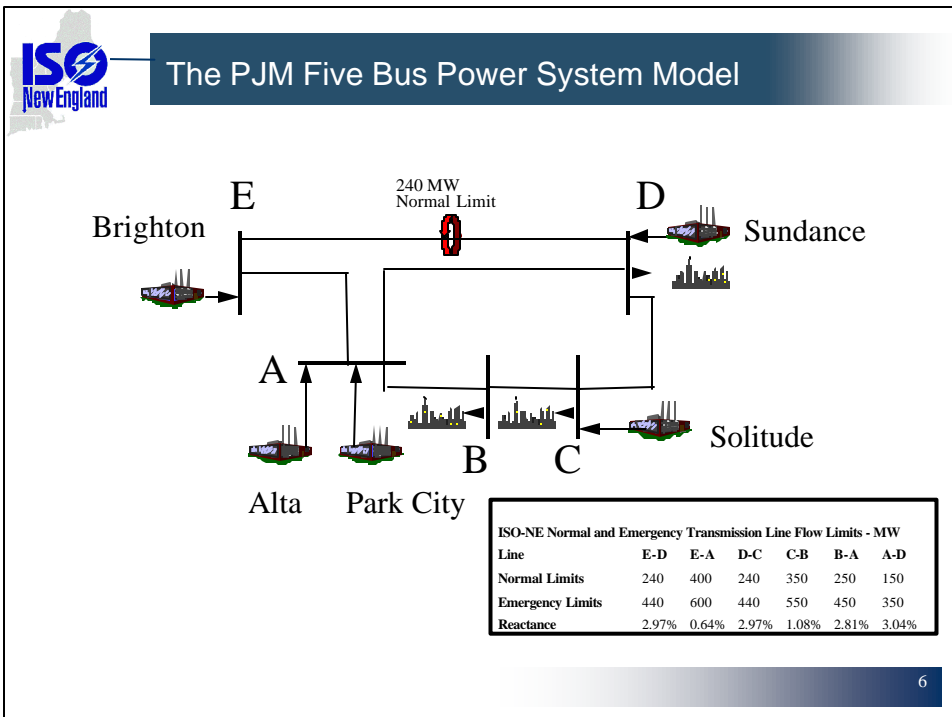 ISO
New England
The PJM Five Bus Power System Model
E
240 MW
Normal Limit
D
Brighton
Sundance
A
B
C
Solitude
Alta
Park City
ISO-NE Normal and Emergency Transmission Line Flow Limits - MW
Line E-D E-A D-C C-B B-A A-D
Normal Limits 240 400 240 350 250 150
Emergency Limits 440 600 440 550 450 350
Reactance 2.97% 0.64% 2.97% 1.08% 2.81% 3.04%
6